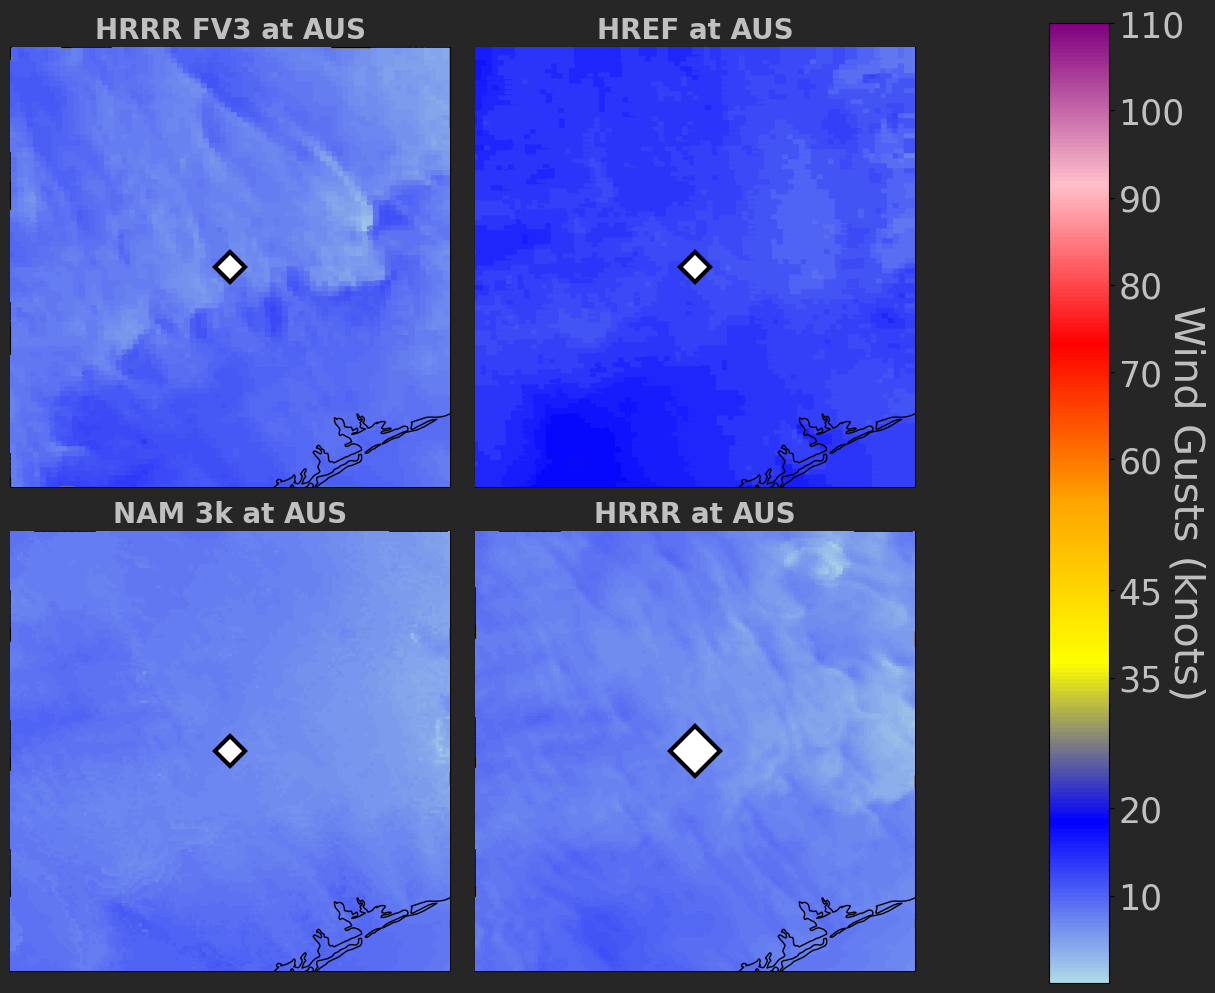 HRRR FV3 at AUS
HREF at AUS
NAM 3k at AUS
HRRR at AUS
110
100
90
80
70
60
45
35
20
10
Wind Gusts (knots)